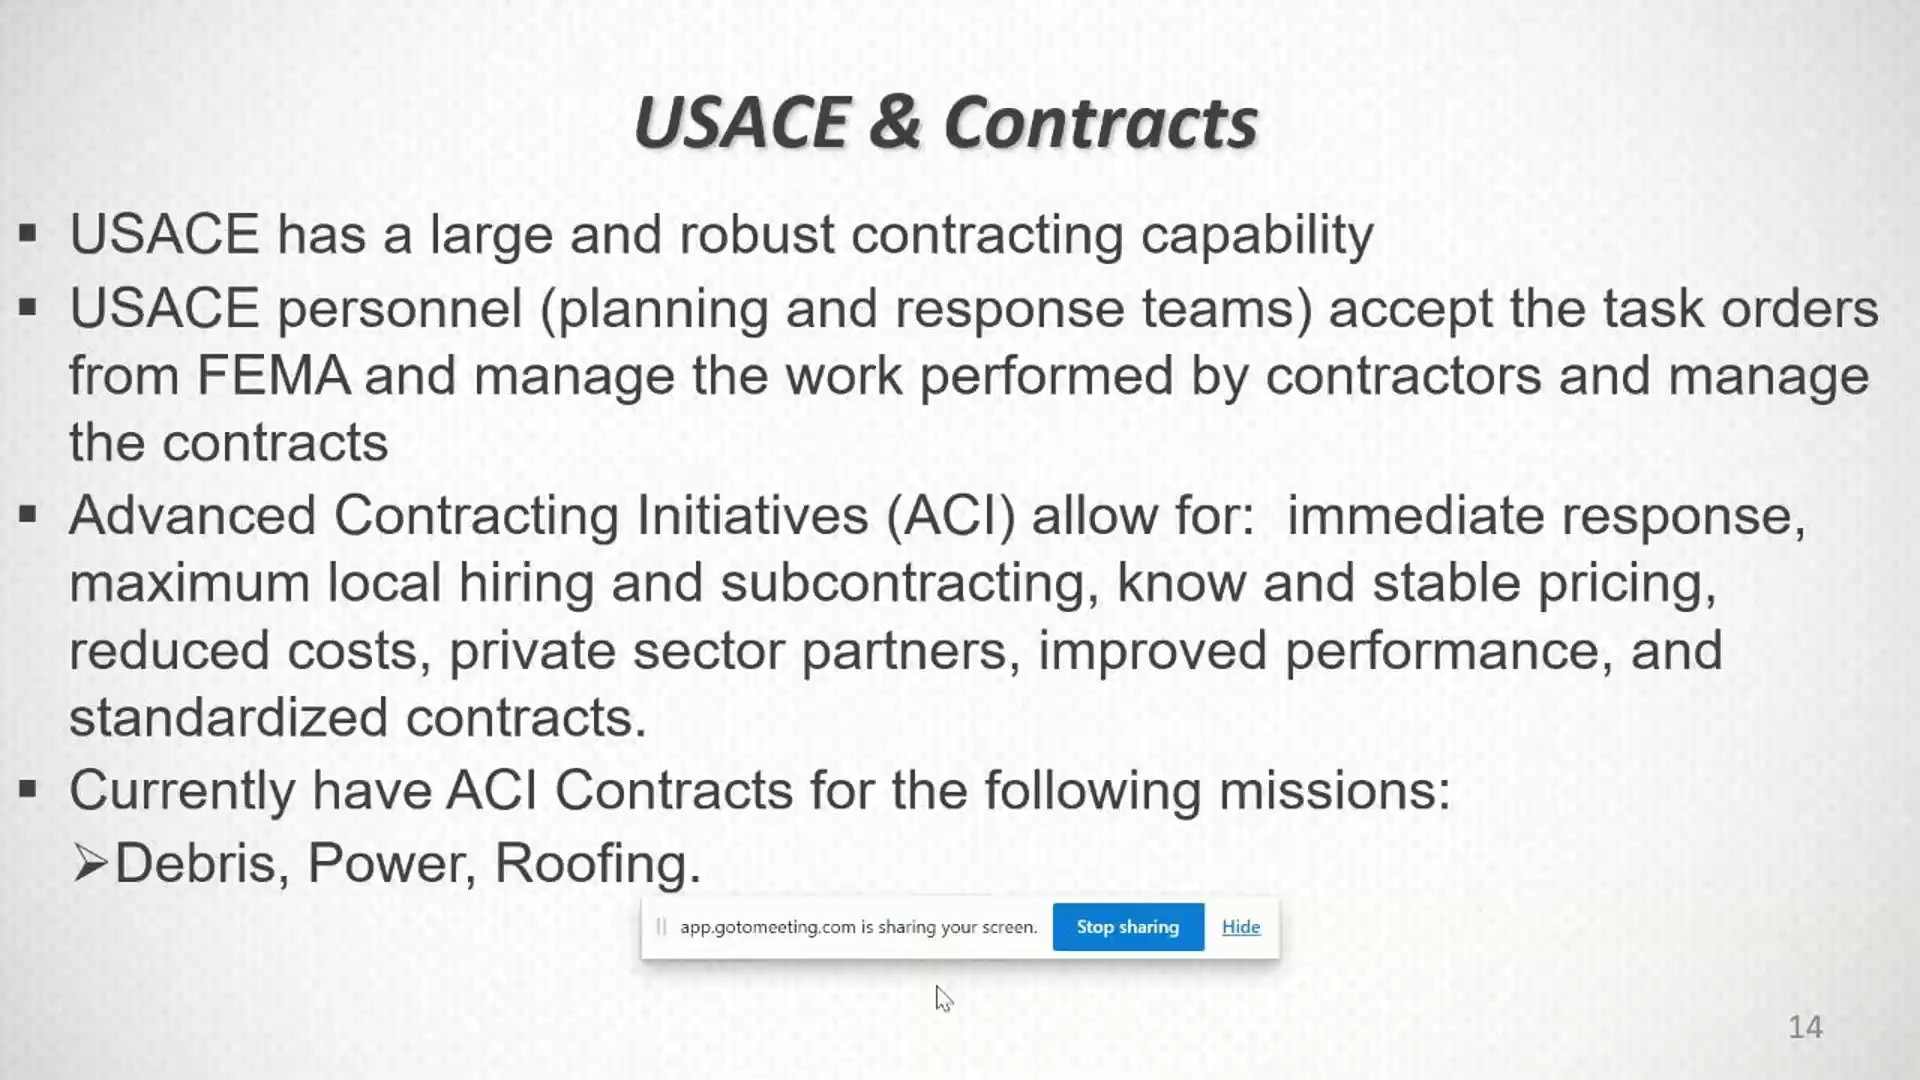 USACE & Contracts
▪ USACE has a large and robust contracting capability
▪ USACE personnel (planning and response teams) accept the task orders
from FEMA and manage the work performed by contractors and manage
the contracts
▪ Advanced Contracting Initiatives (ACI) allow for:  immediate response,
maximum local hiring and subcontracting, know and stable pricing,
reduced costs, private sector partners, improved performance, and
standardized contracts.
▪ Currently have ACI Contracts for the following missions:
➢Debris, Power, Roofing.
app.gotomeeting.com is sharing your screen. Stop sharing Hide
14